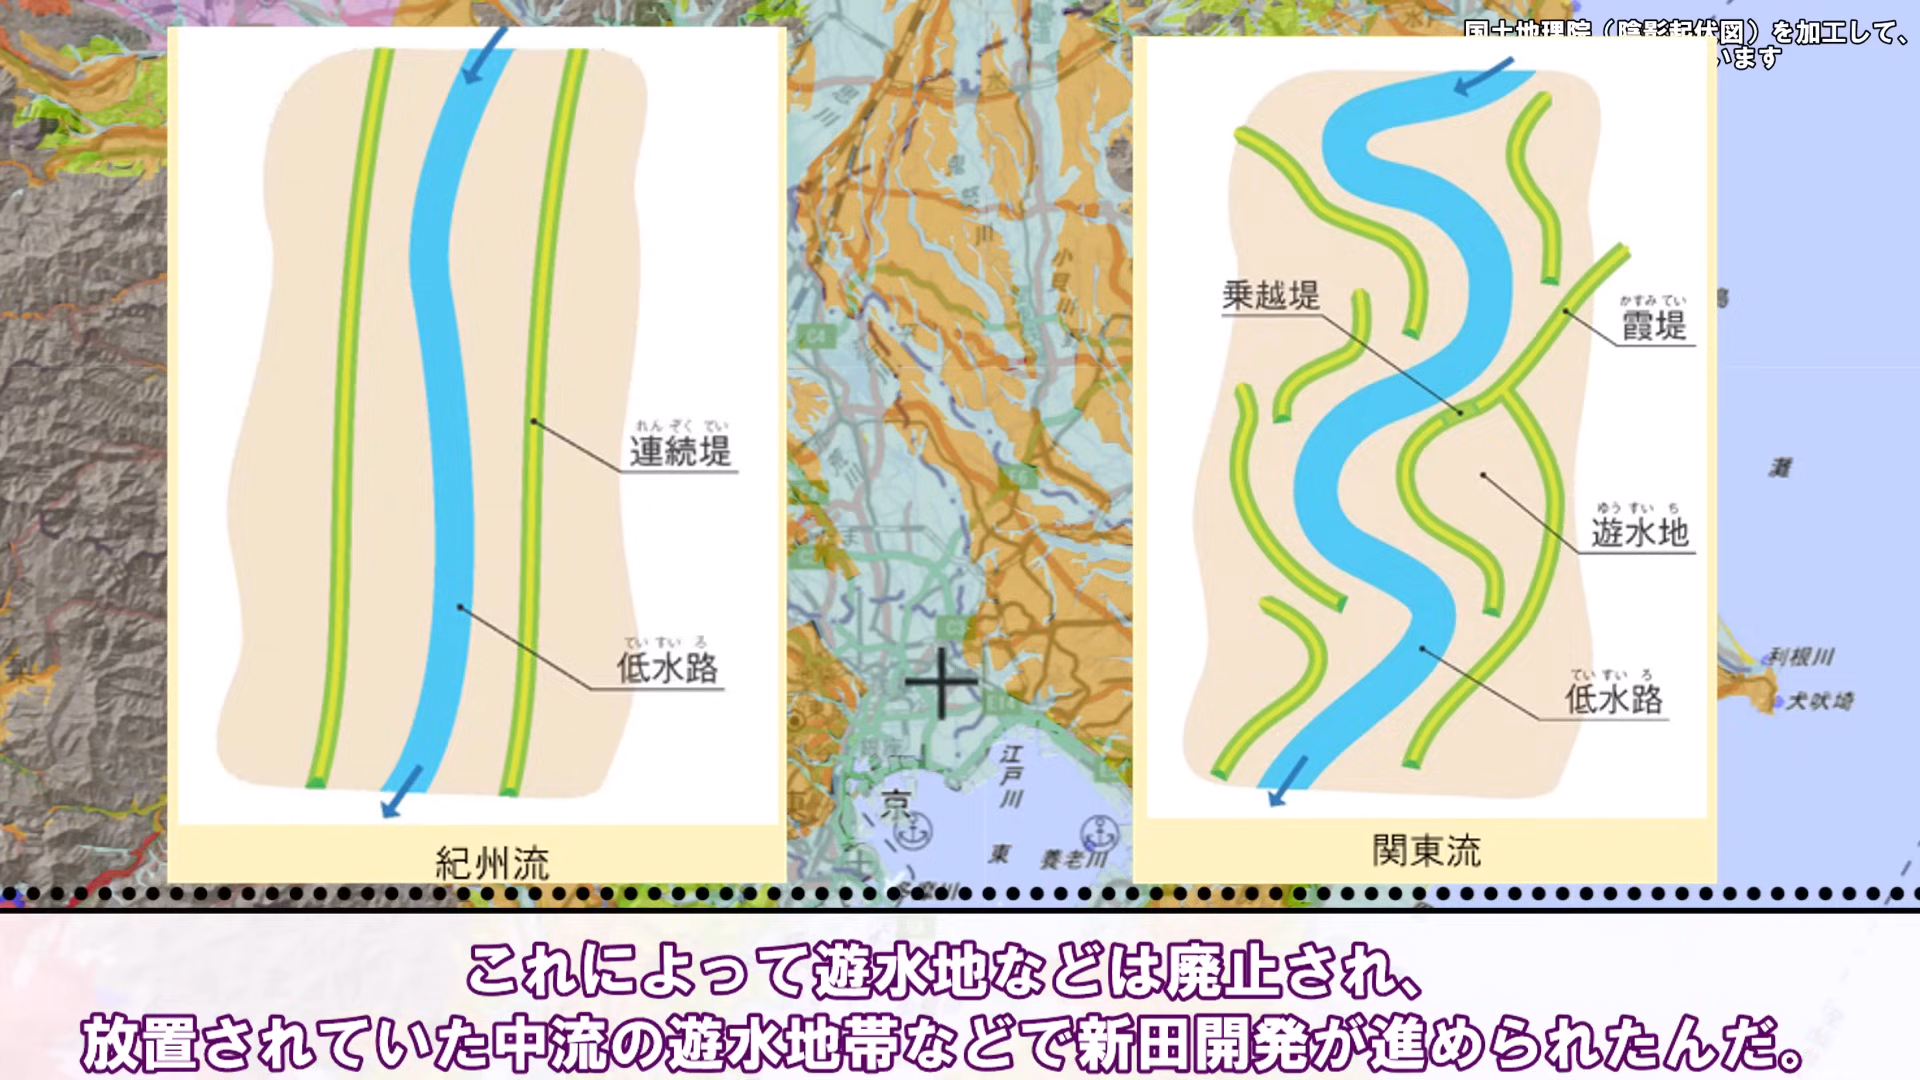 国土地理院（陰影起伏図）を加工して、
います
れんぞくてい
連続堤
ていすいろ
低水路
紀州流
乗越堤
かすみてい
霞堤
ゆうすいち
遊水地
ていすいろ
低水路
関東流
小貝川
灘
利根川
犬吠埼
江戸川
京
東
養老川
C4
C3
これによって遊水地などは廃止され、
放置されていた中流の遊水地帯などで新田開発が進められたんだ。